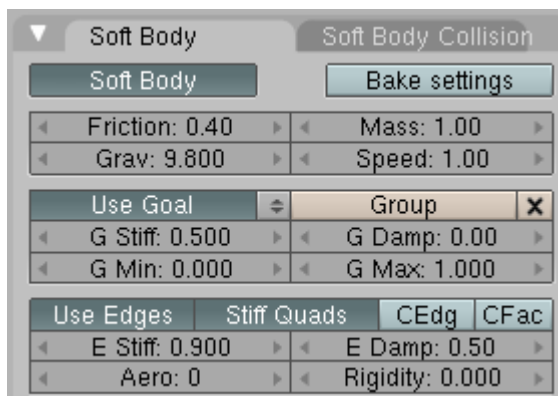 Soft Body Soft Body Collision
Soft Body Bake settings
Friction: 0.40 Mass: 1.00
Grav: 9.800 Speed: 1.00
Use Goal Group
G Stiff: 0.500 G Damp: 0.00
G Min: 0.000 G Max: 1.000
Use Edges Stiff Quads CEdg CFac
E Stiff: 0.900 E Damp: 0.50
Aero: 0 Rigidity: 0.000